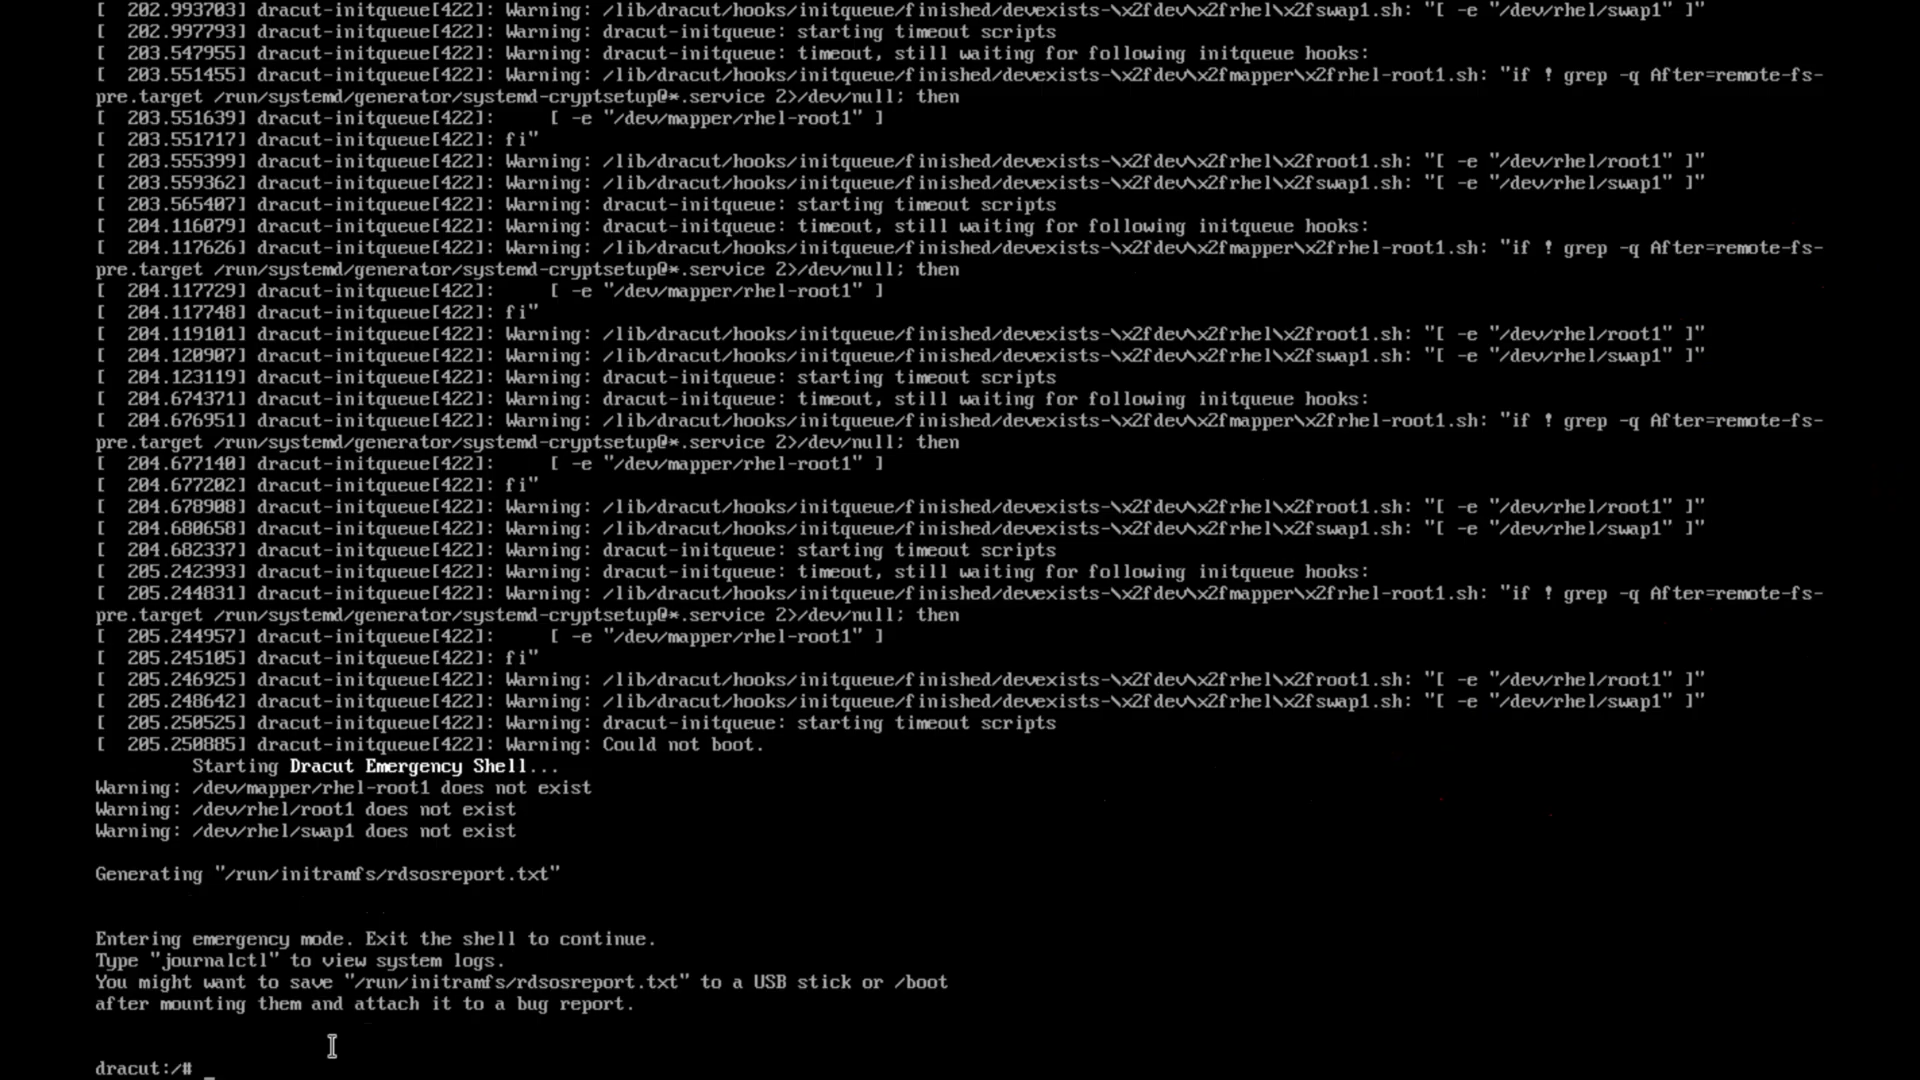 [  202.993703] dracut-initqueue[422]: Warning: /lib/dracut/hooks/initqueue/finished/devexists-\x2fdev\x2frhel\x2fswap1.sh: "[ -e "/dev/rhel/swap1" ]"
[  202.997793] dracut-initqueue[422]: Warning: dracut-initqueue: starting timeout scripts
[  203.547955] dracut-initqueue[422]: Warning: dracut-initqueue: timeout, still waiting for following initqueue hooks:
[  203.551455] dracut-initqueue[422]: Warning: /lib/dracut/hooks/initqueue/finished/devexists-\x2fdev\x2fmapper\x2frhel-root1.sh: "if ! grep -q After=remote-fs-
pre.target /run/systemd/generator/systemd-cryptsetup@*.service 2>/dev/null; then
[  203.551639] dracut-initqueue[422]:     [ -e "/dev/mapper/rhel-root1" ]
[  203.551717] dracut-initqueue[422]: fi"
[  203.555399] dracut-initqueue[422]: Warning: /lib/dracut/hooks/initqueue/finished/devexists-\x2fdev\x2frhel\x2froot1.sh: "[ -e "/dev/rhel/root1" ]"
[  203.559362] dracut-initqueue[422]: Warning: /lib/dracut/hooks/initqueue/finished/devexists-\x2fdev\x2frhel\x2fswap1.sh: "[ -e "/dev/rhel/swap1" ]"
[  203.565407] dracut-initqueue[422]: Warning: dracut-initqueue: starting timeout scripts
[  204.116079] dracut-initqueue[422]: Warning: dracut-initqueue: timeout, still waiting for following initqueue hooks:
[  204.117626] dracut-initqueue[422]: Warning: /lib/dracut/hooks/initqueue/finished/devexists-\x2fdev\x2fmapper\x2frhel-root1.sh: "if ! grep -q After=remote-fs-
pre.target /run/systemd/generator/systemd-cryptsetup@*.service 2>/dev/null; then
[  204.117729] dracut-initqueue[422]:     [ -e "/dev/mapper/rhel-root1" ]
[  204.117748] dracut-initqueue[422]: fi"
[  204.119101] dracut-initqueue[422]: Warning: /lib/dracut/hooks/initqueue/finished/devexists-\x2fdev\x2frhel\x2froot1.sh: "[ -e "/dev/rhel/root1" ]"
[  204.120907] dracut-initqueue[422]: Warning: /lib/dracut/hooks/initqueue/finished/devexists-\x2fdev\x2frhel\x2fswap1.sh: "[ -e "/dev/rhel/swap1" ]"
[  204.123119] dracut-initqueue[422]: Warning: dracut-initqueue: starting timeout scripts
[  204.674371] dracut-initqueue[422]: Warning: dracut-initqueue: timeout, still waiting for following initqueue hooks:
[  204.676951] dracut-initqueue[422]: Warning: /lib/dracut/hooks/initqueue/finished/devexists-\x2fdev\x2fmapper\x2frhel-root1.sh: "if ! grep -q After=remote-fs-
pre.target /run/systemd/generator/systemd-cryptsetup@*.service 2>/dev/null; then
[  204.677140] dracut-initqueue[422]:     [ -e "/dev/mapper/rhel-root1" ]
[  204.677202] dracut-initqueue[422]: fi"
[  204.678908] dracut-initqueue[422]: Warning: /lib/dracut/hooks/initqueue/finished/devexists-\x2fdev\x2frhel\x2froot1.sh: "[ -e "/dev/rhel/root1" ]"
[  204.680658] dracut-initqueue[422]: Warning: /lib/dracut/hooks/initqueue/finished/devexists-\x2fdev\x2frhel\x2fswap1.sh: "[ -e "/dev/rhel/swap1" ]"
[  204.682337] dracut-initqueue[422]: Warning: dracut-initqueue: starting timeout scripts
[  205.242393] dracut-initqueue[422]: Warning: dracut-initqueue: timeout, still waiting for following initqueue hooks:
[  205.244831] dracut-initqueue[422]: Warning: /lib/dracut/hooks/initqueue/finished/devexists-\x2fdev\x2fmapper\x2frhel-root1.sh: "if ! grep -q After=remote-fs-
pre.target /run/systemd/generator/systemd-cryptsetup@*.service 2>/dev/null; then
[  205.244957] dracut-initqueue[422]:     [ -e "/dev/mapper/rhel-root1" ]
[  205.245105] dracut-initqueue[422]: fi"
[  205.246925] dracut-initqueue[422]: Warning: /lib/dracut/hooks/initqueue/finished/devexists-\x2fdev\x2frhel\x2froot1.sh: "[ -e "/dev/rhel/root1" ]"
[  205.248642] dracut-initqueue[422]: Warning: /lib/dracut/hooks/initqueue/finished/devexists-\x2fdev\x2frhel\x2fswap1.sh: "[ -e "/dev/rhel/swap1" ]"
[  205.250525] dracut-initqueue[422]: Warning: dracut-initqueue: starting timeout scripts
[  205.250885] dracut-initqueue[422]: Warning: Could not boot.
         Starting Dracut Emergency Shell...
Warning: /dev/mapper/rhel-root1 does not exist
Warning: /dev/rhel/root1 does not exist
Warning: /dev/rhel/swap1 does not exist
Generating "/run/initramfs/rdsosreport.txt"
Entering emergency mode. Exit the shell to continue.
Type "journalctl" to view system logs.
You might want to save "/run/initramfs/rdsosreport.txt" to a USB stick or /boot
after mounting them and attach it to a bug report.
dracut:/# _